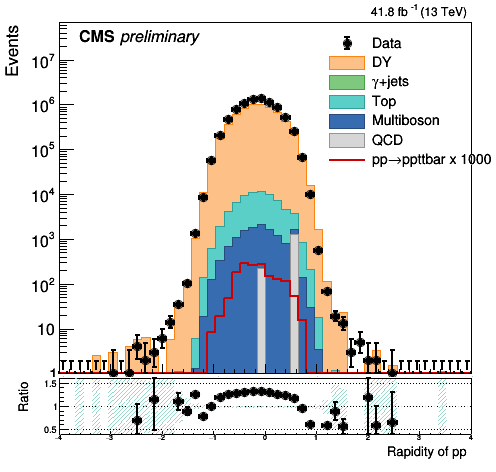 41.8 fb⁻¹ (13 TeV)
CMS preliminary
Events
Data
DY
γ+jets
Top
Multiboson
QCD
pp→ppttbar x 1000
10⁷
10⁶
10⁵
10⁴
10³
10²
10
1
Ratio
1.5
1
0.5
-4 -3 -2 -1 0 1 2 3 4
Rapidity of pp